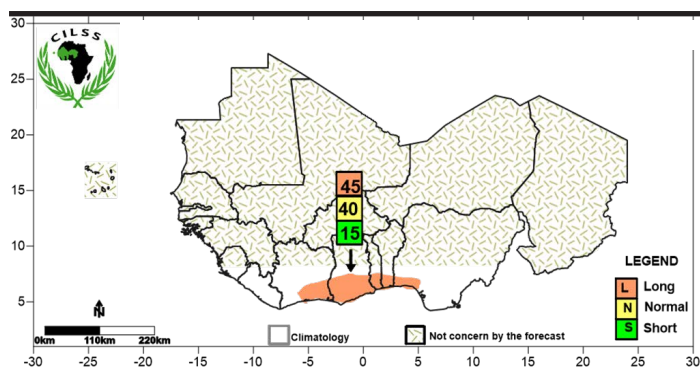 CILSS
30
25
20
15
10
5
45
40
15
LEGEND
L Long
N Normal
S Short
N
0km 110km 220km
Climatology
Not concern by the forecast
-30 -25 -20 -15 -10 -5 0 5 10 15 20 25 30